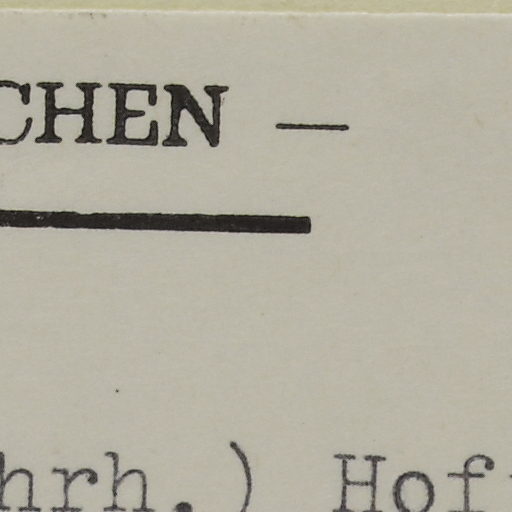 CHEN —
hrh.) Hof